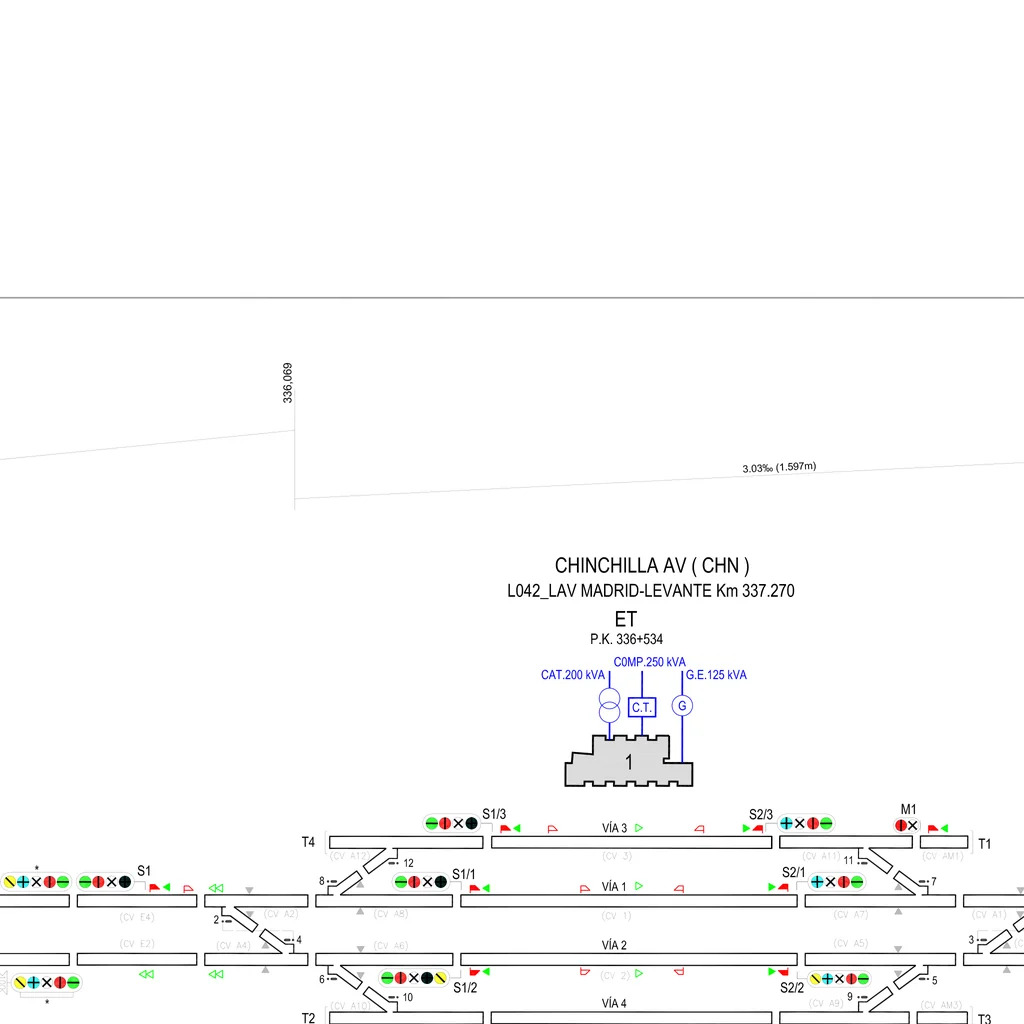 336,069
3.03‰ (1.597m)
CHINCHILLA AV ( CHN )
L042_LAV MADRID-LEVANTE Km 337.270
ET
P.K. 336+534
C0MP.250 kVA
CAT.200 kVA
G.E.125 kVA
C.T.
G
1
S1/3
S2/3
M1
T4
VÍA 3
T1
(CV A12)
(CV 3)
(CV A11)
(CV AM1)
12
11
*
S1
8
S1/1
VÍA 1
S2/1
7
(CV E4)
(CV A2)
(CV A8)
(CV 1)
(CV A7)
(CV A1)
2
4
3
(CV E2)
(CV A4)
(CV A6)
VÍA 2
(CV A5)
6
S1/2
(CV 2)
S2/2
5
*
10
9
(CV A10)
VÍA 4
(CV A9)
(CV AM3)
T2
T3